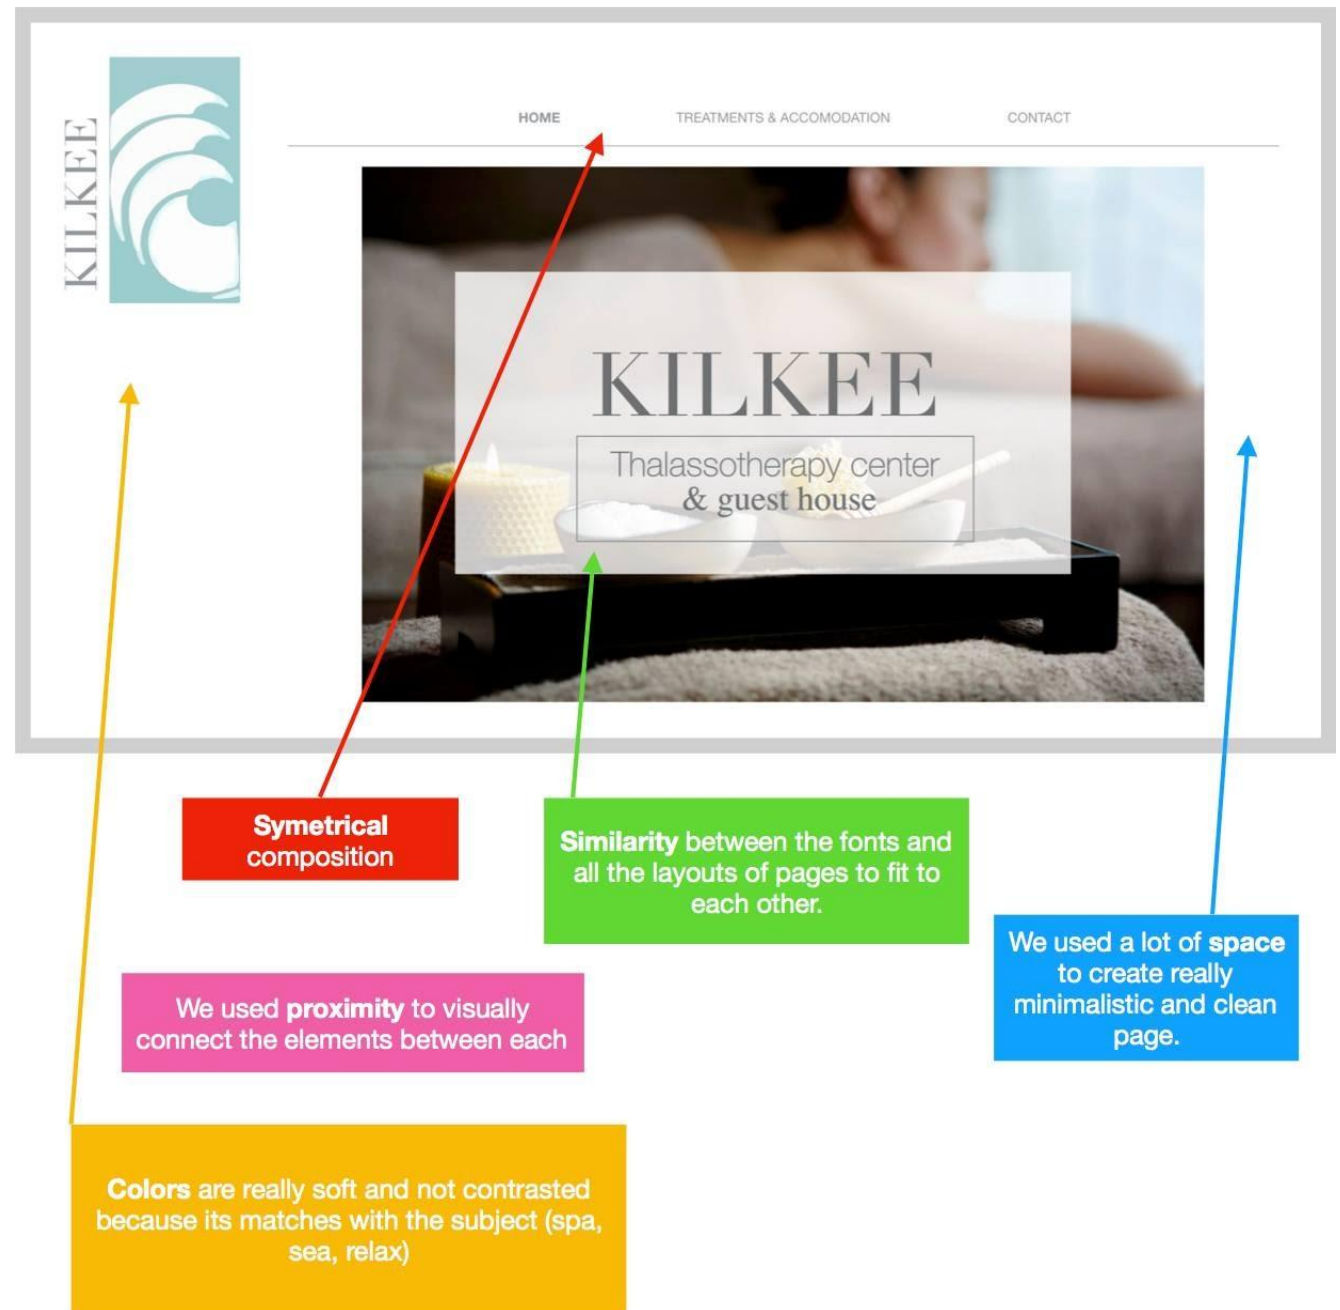 KILKEE
HOME
TREATMENTS & ACCOMODATION
CONTACT
KILKEE
Thalassotherapy center
& guest house
Symetrical
composition
Similarity between the fonts and
all the layouts of pages to fit to
each other.
We used a lot of space
to create really
minimalistic and clean
page.
We used proximity to visually
connect the elements between each
Colors are really soft and not contrasted
because its matches with the subject (spa,
sea, relax)